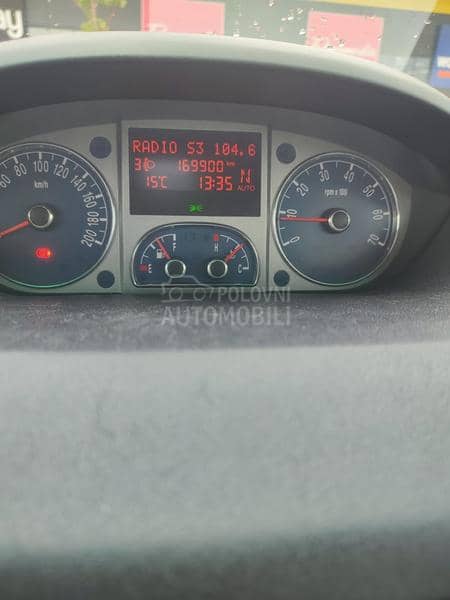 RADIO S3 104.6
3 169900 km N
15°C 13:35 AUTO
60 80 100 120 140 160 180 200
km/h
10 20 30 40 50 60 70
rpm x 100
E F
H C
POLOVNI
AUTOMOBILI